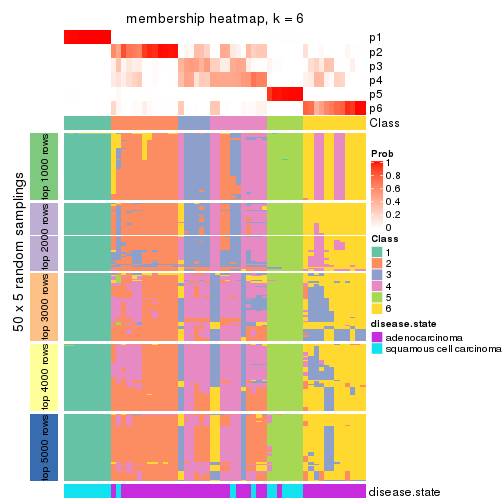 membership heatmap, k = 6
p1
p2
p3
p4
p5
p6
Class
50 x 5 random samplings
top 1000 rows
top 2000 rows
top 3000 rows
top 4000 rows
top 5000 rows
Prob
1
0.8
0.6
0.4
0.2
0
Class
1
2
3
4
5
6
disease.state
adenocarcinoma
squamous cell carcinoma
disease.state